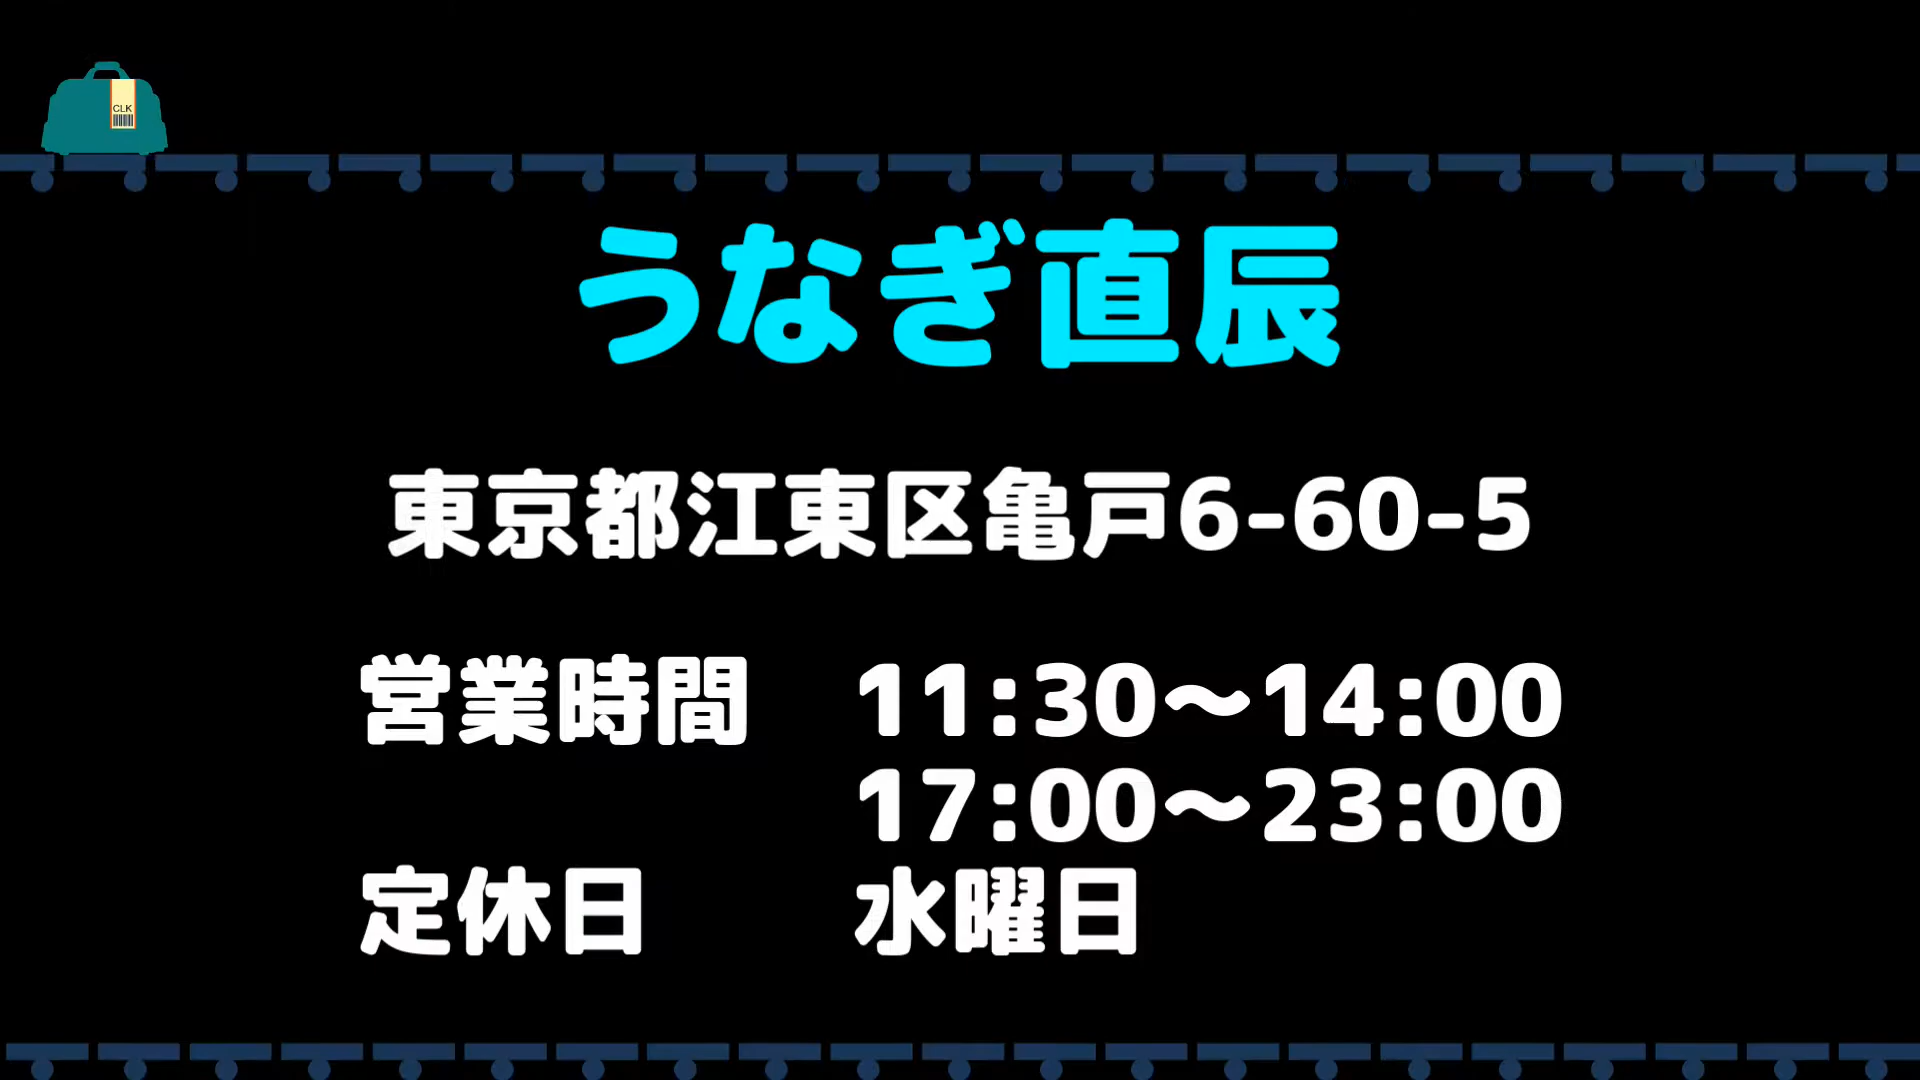 CLK
うなぎ直辰
東京都江東区亀戸6-60-5
営業時間 11:30〜14:00
17:00〜23:00
定休日 水曜日